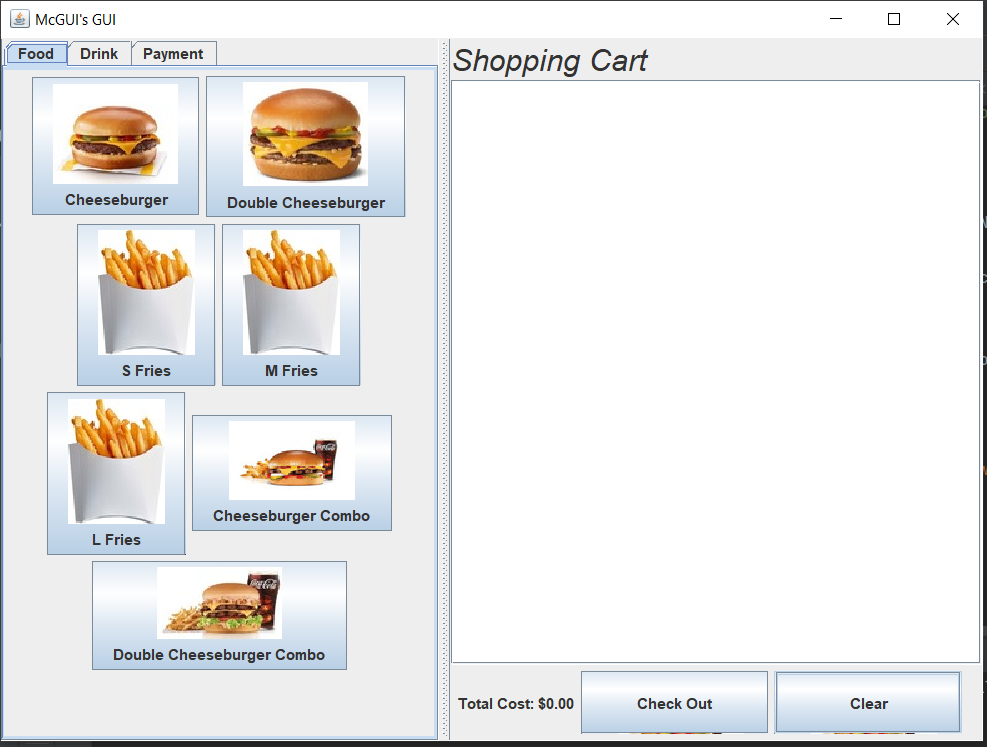 McGUI's GUI
Food
Drink
Payment
Cheeseburger
Double Cheeseburger
S Fries
M Fries
L Fries
Cheeseburger Combo
Double Cheeseburger Combo
Shopping Cart
Total Cost: $0.00
Check Out
Clear